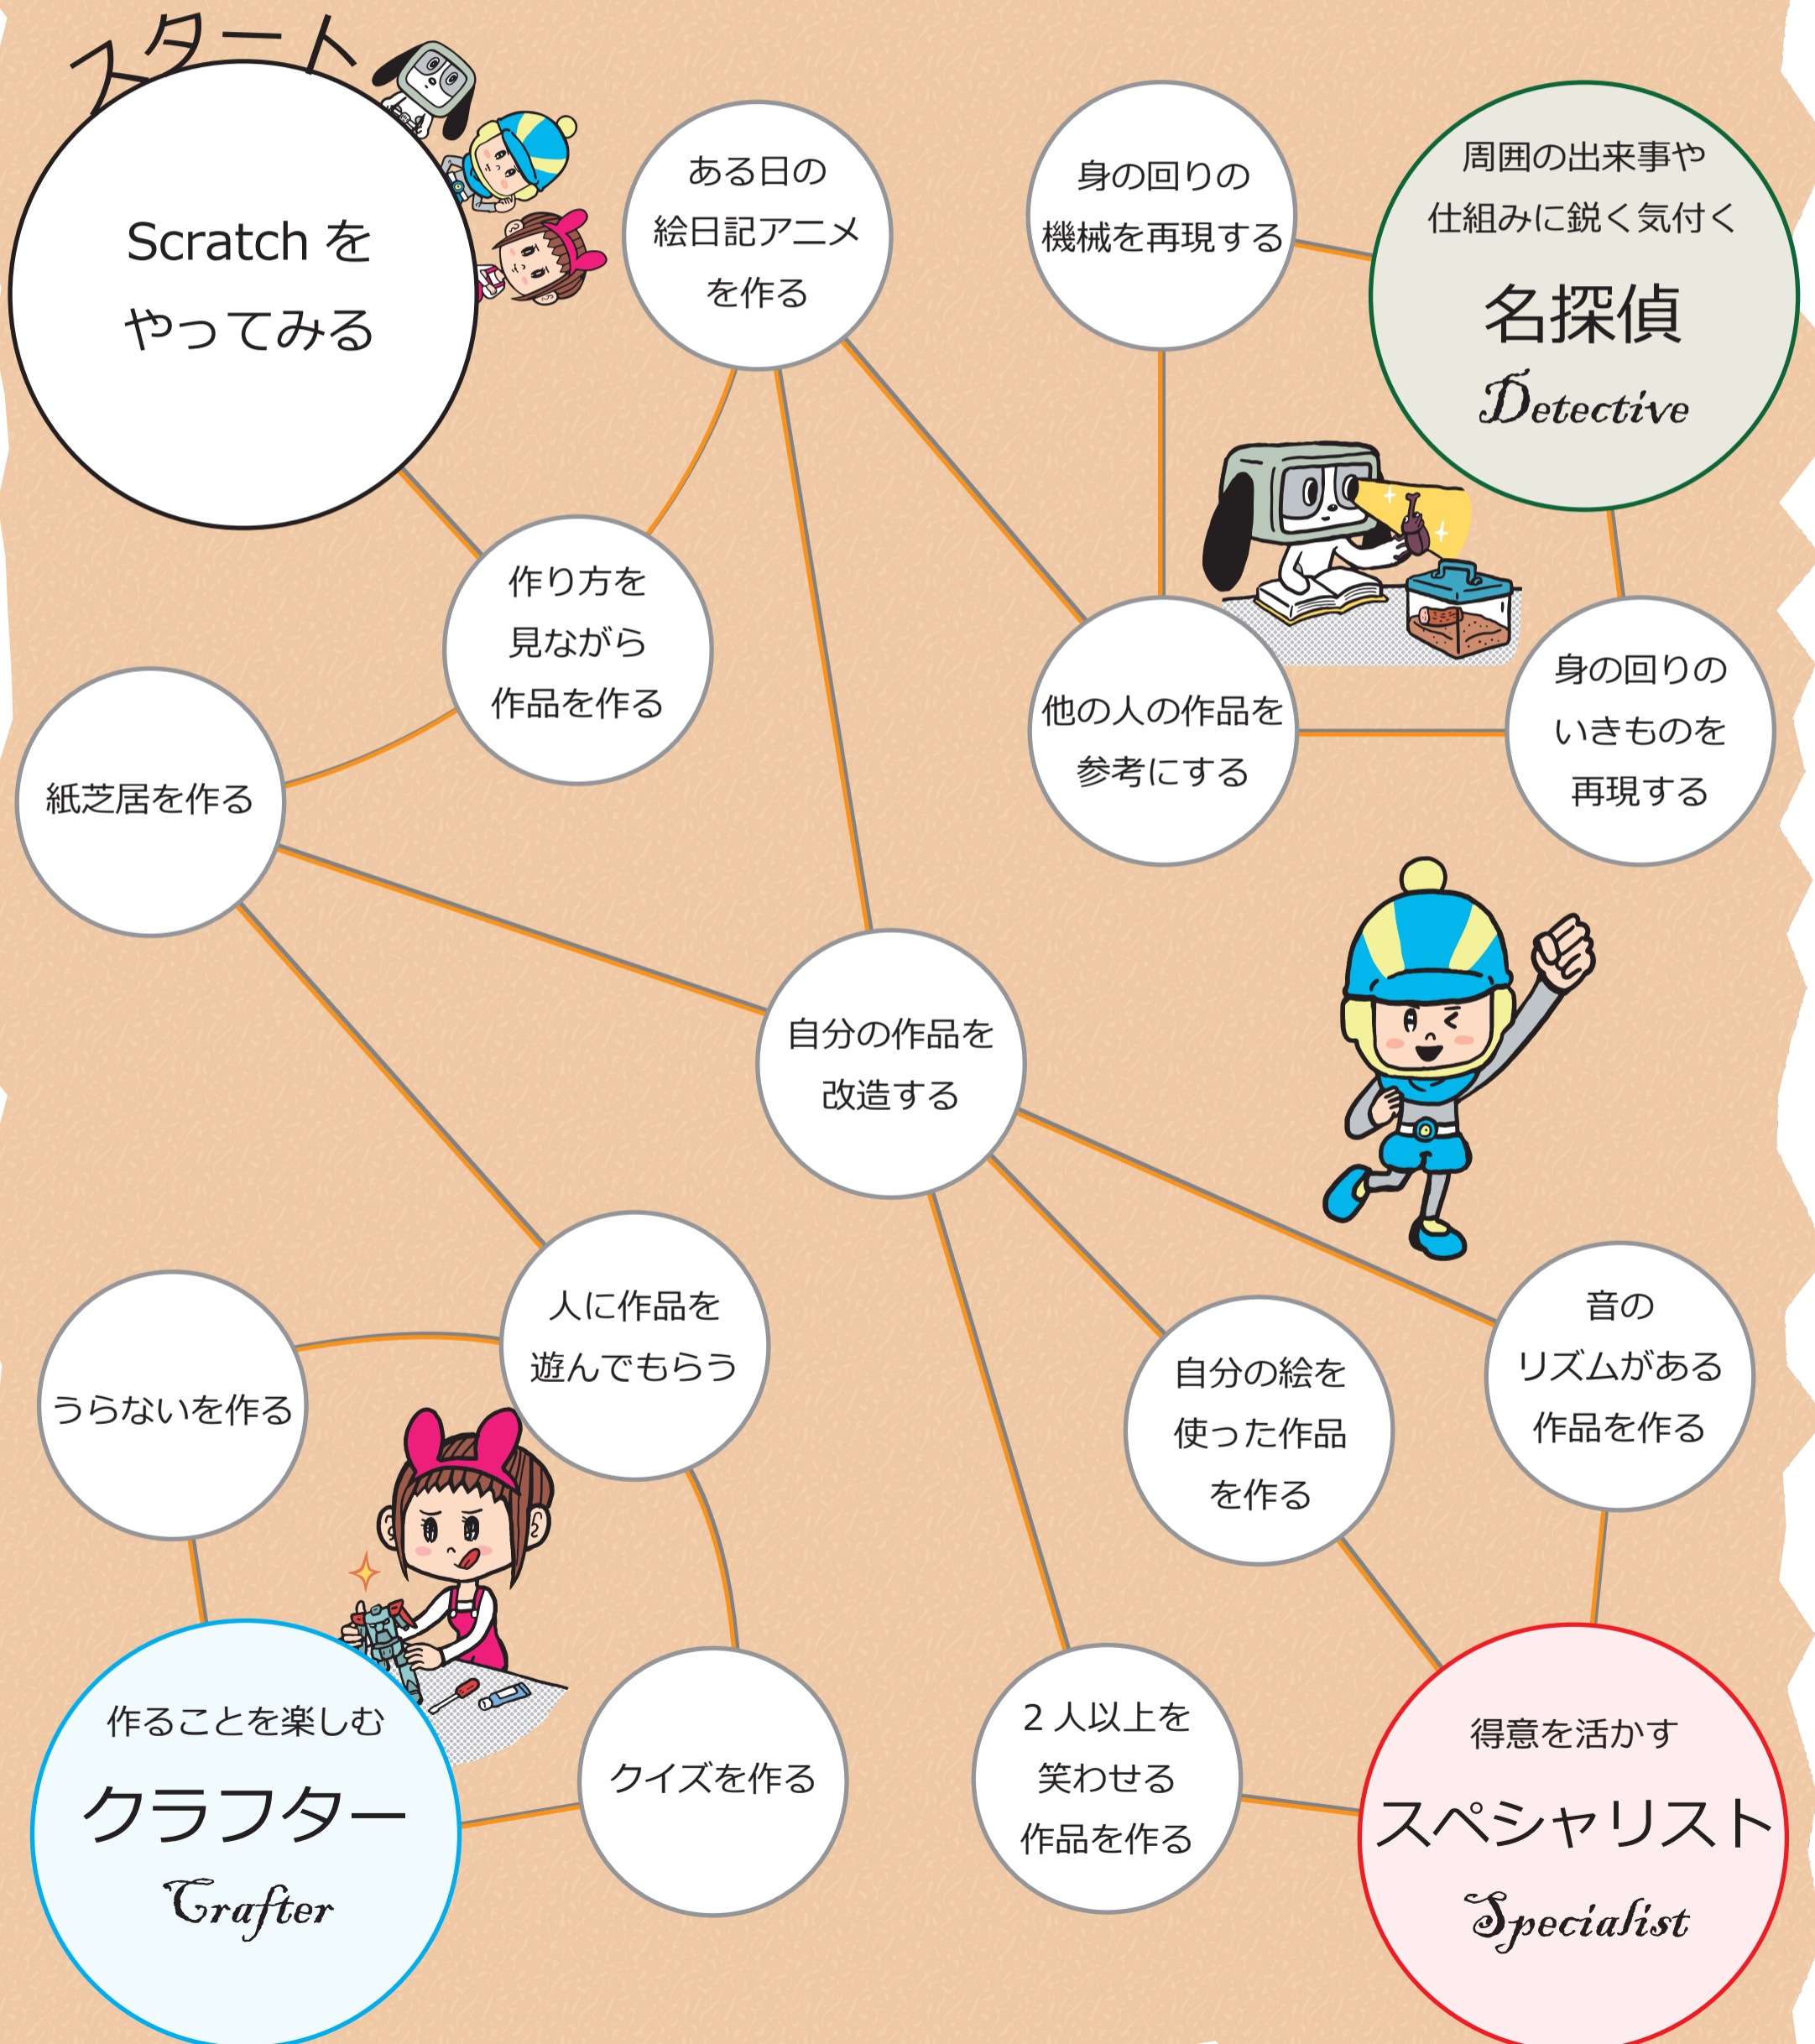 スタート
Scratch を
やってみる
ある日の
絵日記アニメ
を作る
身の回りの
機械を再現する
周囲の出来事や
仕組みに鋭く気付く
名探偵
Detective
作り方を
見ながら
作品を作る
紙芝居を作る
他の人の作品を
参考にする
身の回りの
いきものを
再現する
自分の作品を
改造する
人に作品を
遊んでもらう
うらないを作る
自分の絵を
使った作品
を作る
音の
リズムがある
作品を作る
作ることを楽しむ
クラフター
Crafter
クイズを作る
2 人以上を
笑わせる
作品を作る
得意を活かす
スペシャリスト
Specialist